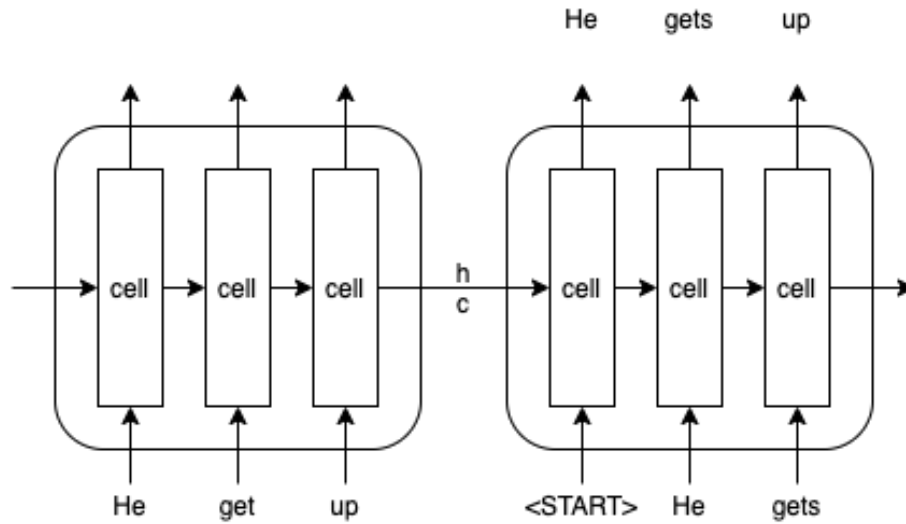 He gets up
h
cell cell cell cell cell cell
c
He get up <START> He gets